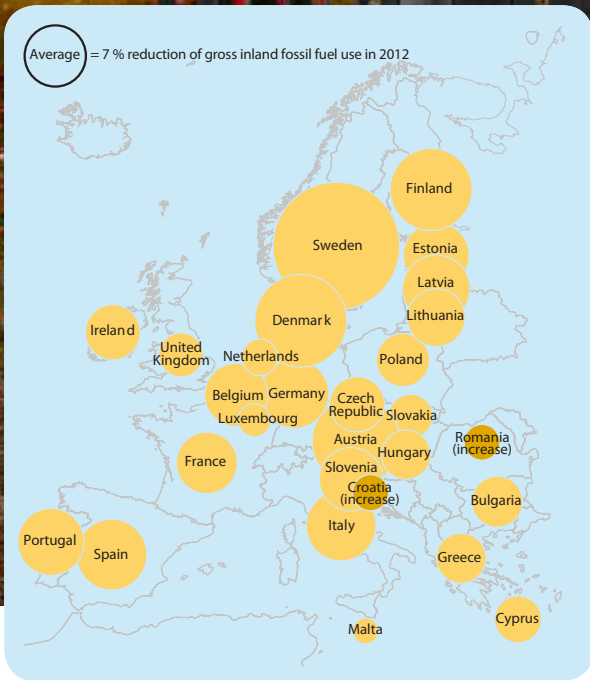 Average = 7 % reduction of gross inland fossil fuel use in 2012
Finland
Sweden
Estonia
Latvia
Lithuania
Denmark
Ireland
United
Kingdom
Netherlands
Poland
Belgium
Germany
Czech
Republic
Luxembourg
Slovakia
Austria
Hungary
Romania
(increase)
France
Slovenia
Croatia
(increase)
Bulgaria
Italy
Portugal
Spain
Greece
Cyprus
Malta